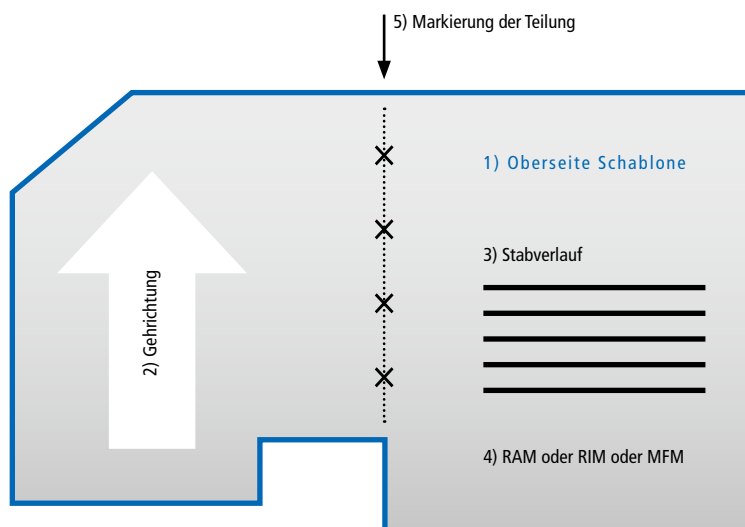 5) Markierung der Teilung
1) Oberseite Schablone
2) Gehrichtung
3) Stabverlauf
4) RAM oder RIM oder MFM